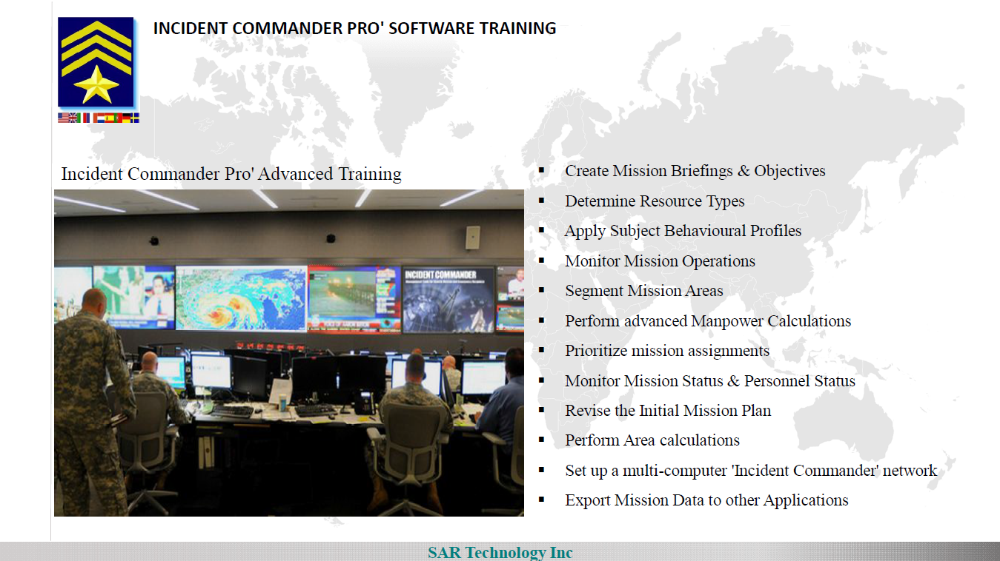 INCIDENT COMMANDER PRO' SOFTWARE TRAINING
Incident Commander Pro' Advanced Training
INCIDENT COMMANDER
▪ Create Mission Briefings & Objectives
▪ Determine Resource Types
▪ Apply Subject Behavioural Profiles
▪ Monitor Mission Operations
▪ Segment Mission Areas
▪ Perform advanced Manpower Calculations
▪ Prioritize mission assignments
▪ Monitor Mission Status & Personnel Status
▪ Revise the Initial Mission Plan
▪ Perform Area calculations
▪ Set up a multi-computer 'Incident Commander' network
▪ Export Mission Data to other Applications
SAR Technology Inc